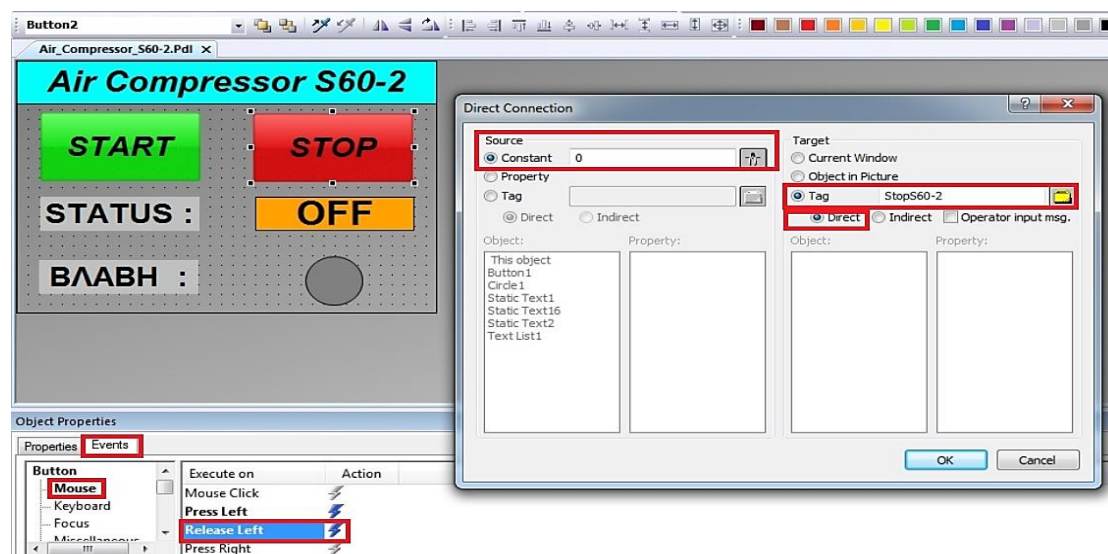 Button2
Air_Compressor_S60-2.Pdl ×
Air Compressor S60-2
START
STOP
STATUS :
OFF
ΒΛΑΒΗ :
Direct Connection
Source
Constant 0
Property
Tag
Direct Indirect
Object: Property:
This object
Button1
Circle1
Static Text1
Static Text16
Static Text2
Text List1
Target
Current Window
Object in Picture
Tag StopS60-2
Direct Indirect Operator input msg.
Object: Property:
OK Cancel
Object Properties
Properties Events
Button
Mouse
Keyboard
Focus
Miscellaneous
Execute on Action
Mouse Click
Press Left
Release Left
Press Right